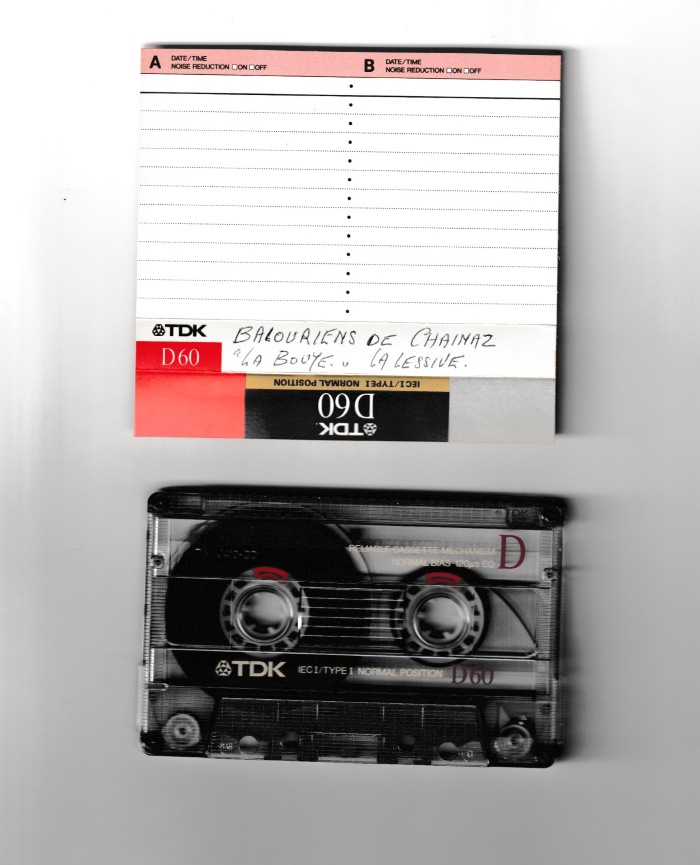 A DATE/TIME
NOISE REDUCTION □ON □OFF
B DATE/TIME
NOISE REDUCTION □ON □OFF
TDK
D60
BALOURIENS DE CHAINAZ
"LA BOUYE." LA LESSIVE.
IECI/TYPEI NORMAL POSITION
D60
TDK
TDK
RELIABLE CASSETTE MECHANISM
NORMAL BIAS 120μs EQ
D
TDK IECI/TYPE I NORMAL POSITION D60